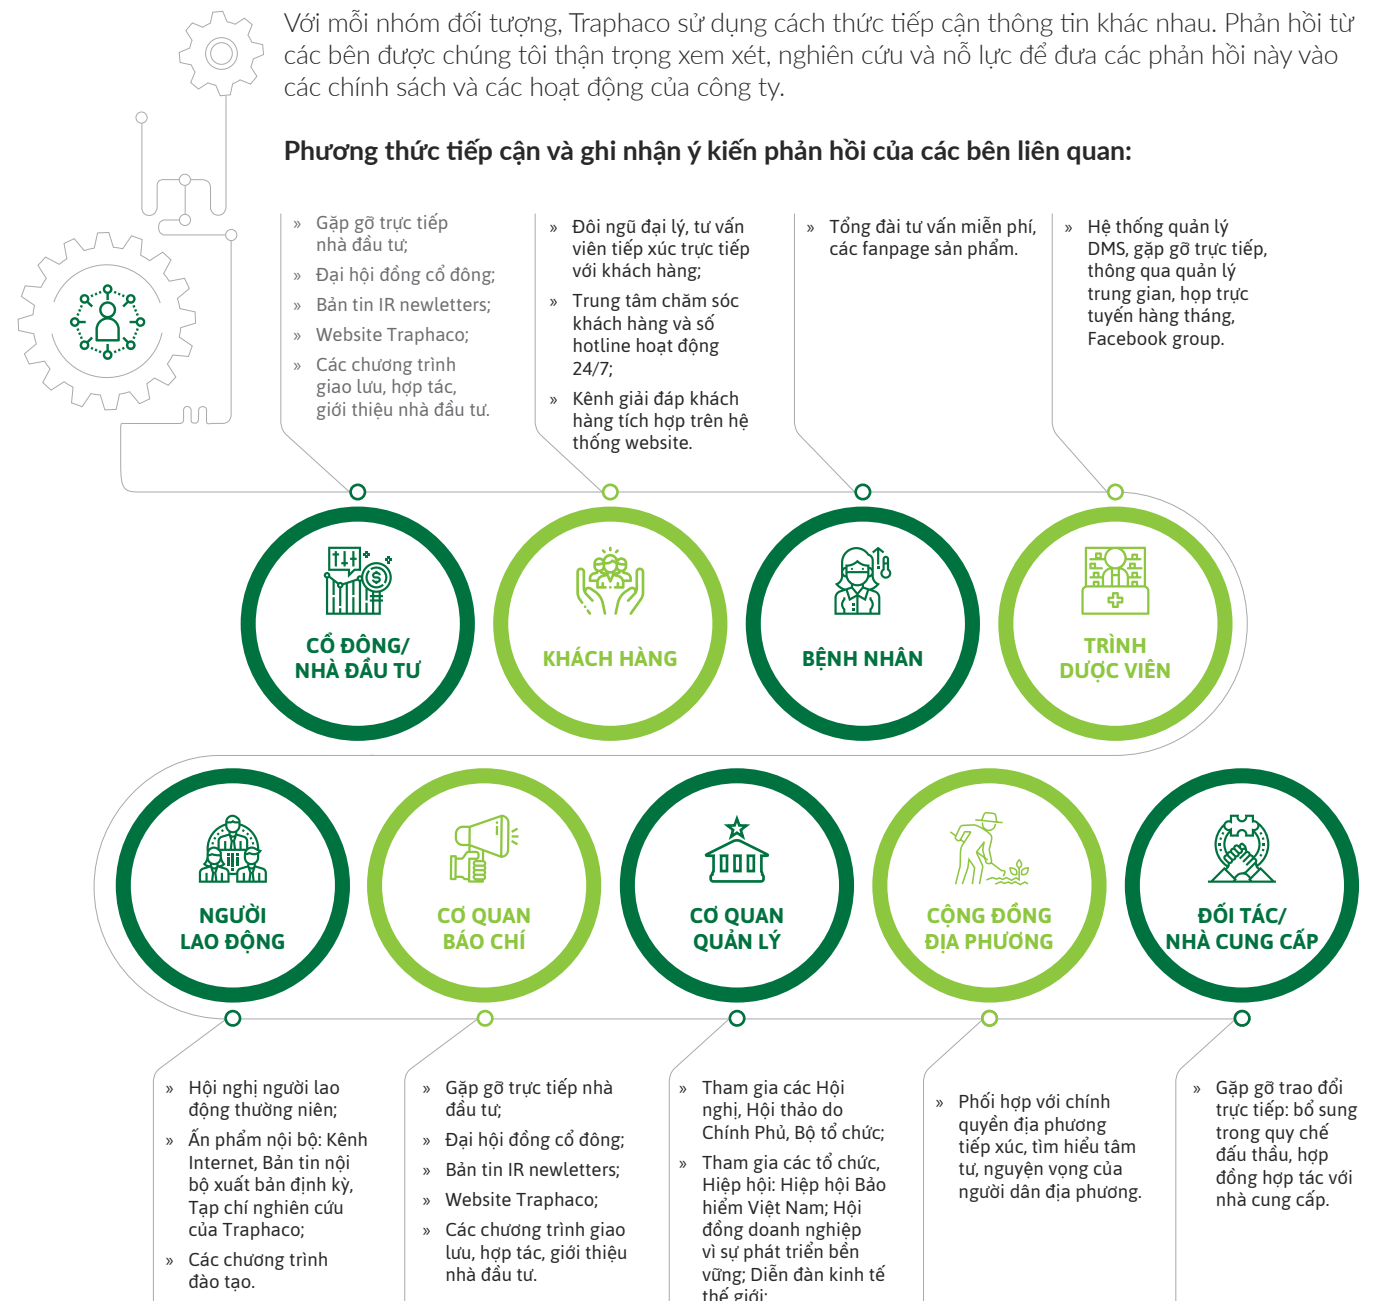 Với mỗi nhóm đối tượng, Traphaco sử dụng cách thức tiếp cận thông tin khác nhau. Phản hồi từ
các bên được chúng tôi thận trọng xem xét, nghiên cứu và nỗ lực để đưa các phản hồi này vào
các chính sách và các hoạt động của công ty.
Phương thức tiếp cận và ghi nhận ý kiến phản hồi của các bên liên quan:
» Gặp gỡ trực tiếp
nhà đầu tư;
» Đại hội đồng cổ đông;
» Bản tin IR newletters;
» Website Traphaco;
» Các chương trình
giao lưu, hợp tác,
giới thiệu nhà đầu tư.
» Đôi ngũ đại lý, tư vấn
viên tiếp xúc trực tiếp
với khách hàng;
» Trung tâm chăm sóc
khách hàng và số
hotline hoạt động
24/7;
» Kênh giải đáp khách
hàng tích hợp trên hệ
thống website.
» Tổng đài tư vấn miễn phí,
các fanpage sản phẩm.
» Hệ thống quản lý
DMS, gặp gỡ trực tiếp,
thông qua quản lý
trung gian, họp trực
tuyến hàng tháng,
Facebook group.
CỔ ĐÔNG/
NHÀ ĐẦU TƯ
KHÁCH HÀNG
BỆNH NHÂN
TRÌNH
DƯỢC VIÊN
NGƯỜI
LAO ĐỘNG
CƠ QUAN
BÁO CHÍ
CƠ QUAN
QUẢN LÝ
CỘNG ĐỒNG
ĐỊA PHƯƠNG
ĐỐI TÁC/
NHÀ CUNG CẤP
» Hội nghị người lao
động thường niên;
» Ấn phẩm nội bộ: Kênh
Internet, Bản tin nội
bộ xuất bản định kỳ,
Tạp chí nghiên cứu
của Traphaco;
» Các chương trình
đào tạo.
» Gặp gỡ trực tiếp nhà
đầu tư;
» Đại hội đồng cổ đông;
» Bản tin IR newletters;
» Website Traphaco;
» Các chương trình giao
lưu, hợp tác, giới thiệu
nhà đầu tư.
» Tham gia các Hội
nghị, Hội thảo do
Chính Phủ, Bộ tổ chức;
» Tham gia các tổ chức,
Hiệp hội: Hiệp hội Bảo
hiểm Việt Nam; Hội
đồng doanh nghiệp
vì sự phát triển bền
vững; Diễn đàn kinh tế
thế giới;
» Phối hợp với chính
quyền địa phương
tiếp xúc, tìm hiểu tâm
tư, nguyện vọng của
người dân địa phương.
» Gặp gỡ trao đổi
trực tiếp: bổ sung
trong quy chế
đấu thầu, hợp
đồng hợp tác với
nhà cung cấp.